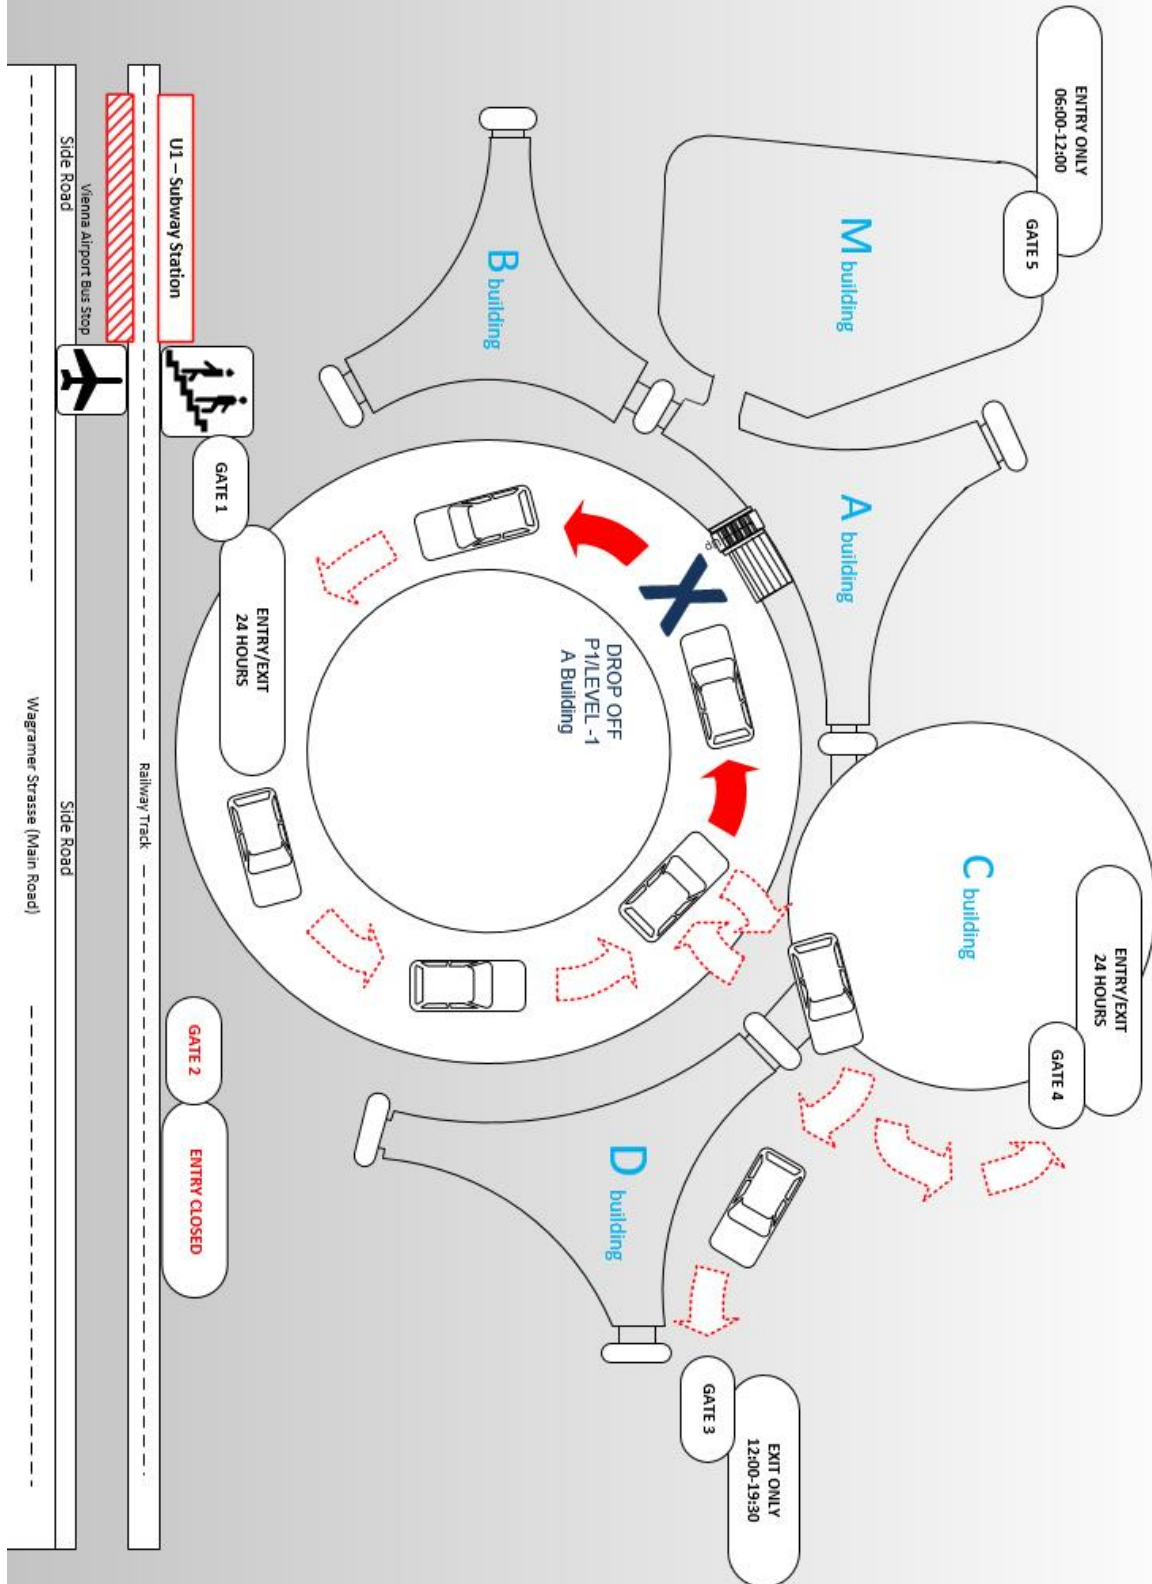 ENTRY ONLY
06:00-12:00
GATE 5
M building
B building
A building
C building
D building
U1 – Subway Station
Vienna Airport Bus Stop
Side Road
GATE 1
ENTRY/EXIT
24 HOURS
up
DROP OFF
P1/LEVEL -1
A Building
ENTRY/EXIT
24 HOURS
GATE 4
Railway Track
Side Road
Wagramer Strasse (Main Road)
GATE 2
ENTRY CLOSED
GATE 3
EXIT ONLY
12:00-19:30